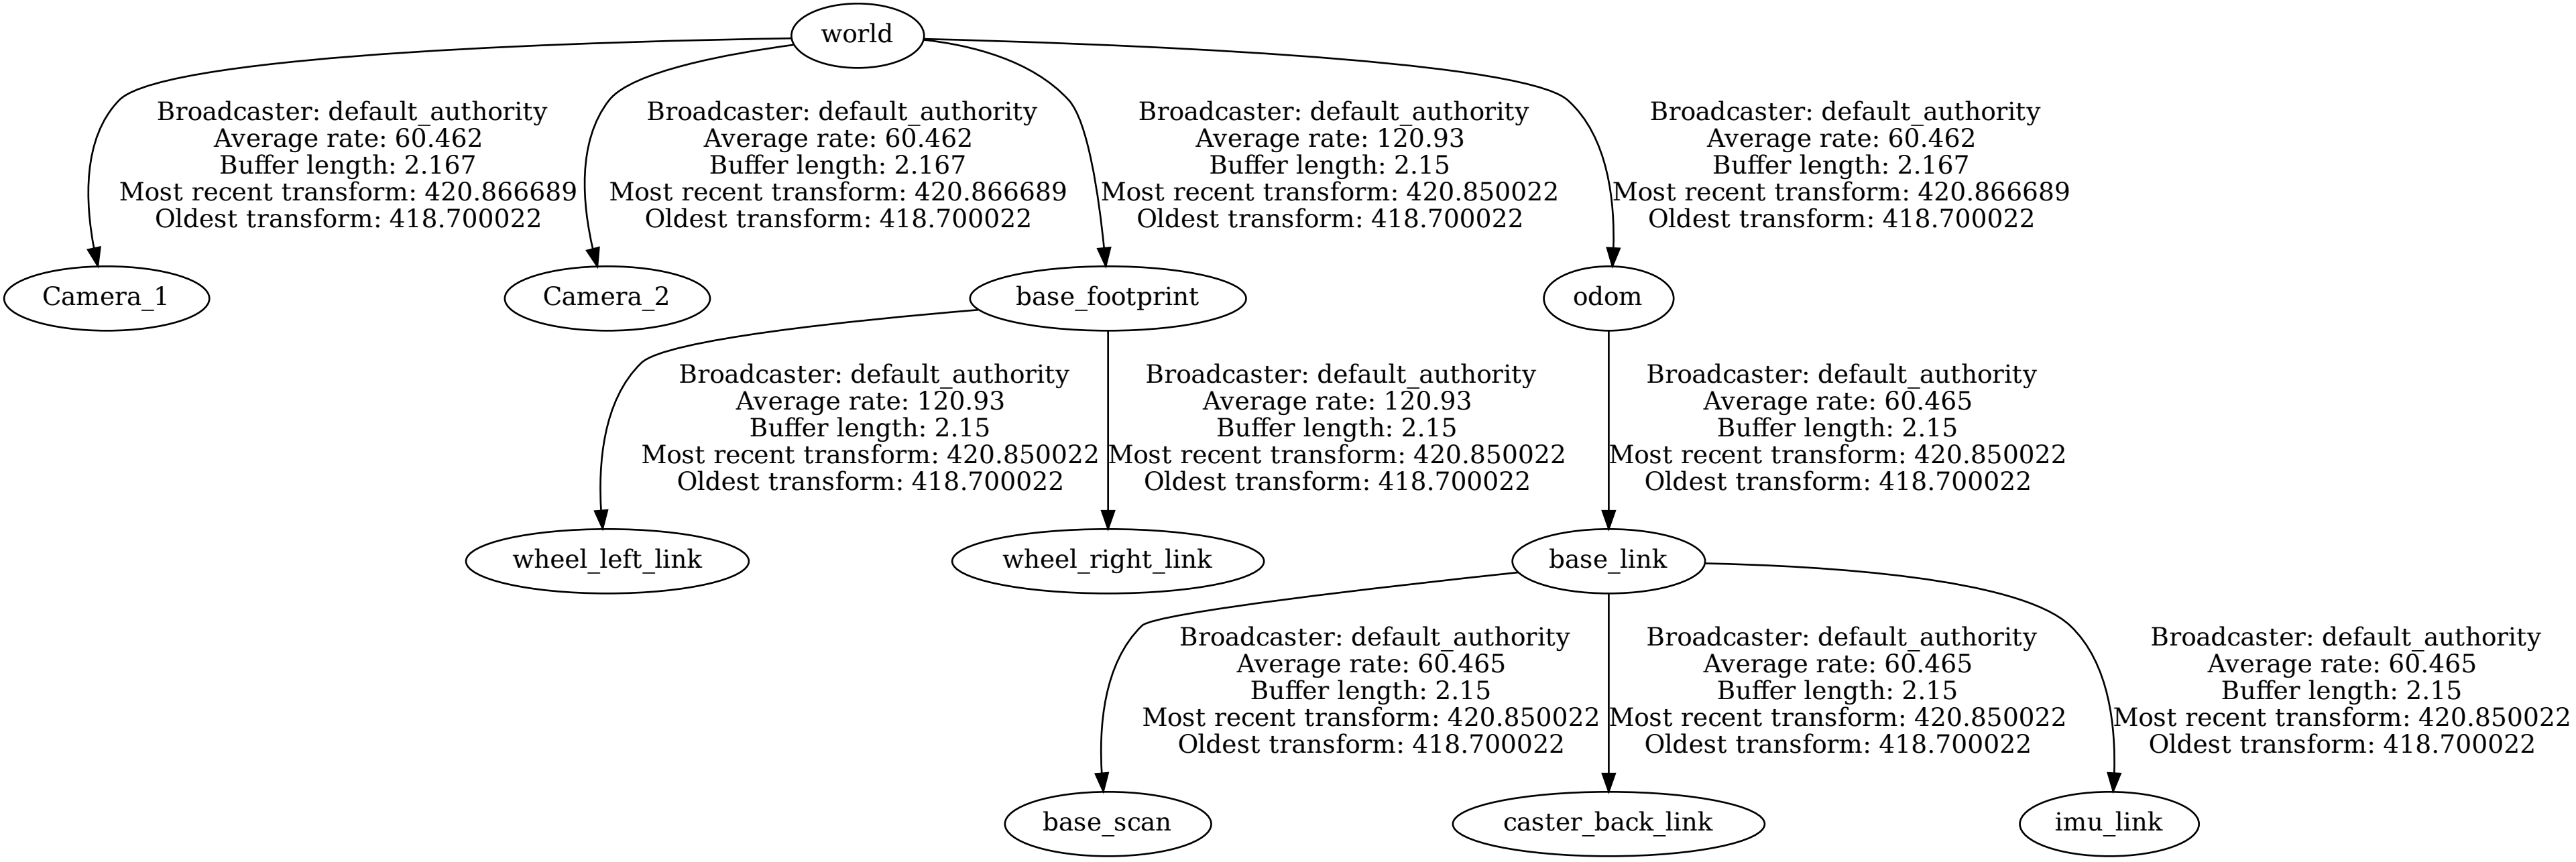 world
Broadcaster: default_authority
Average rate: 60.462
Buffer length: 2.167
Most recent transform: 420.866689
Oldest transform: 418.700022
Broadcaster: default_authority
Average rate: 60.462
Buffer length: 2.167
Most recent transform: 420.866689
Oldest transform: 418.700022
Broadcaster: default_authority
Average rate: 120.93
Buffer length: 2.15
Most recent transform: 420.850022
Oldest transform: 418.700022
Broadcaster: default_authority
Average rate: 60.462
Buffer length: 2.167
Most recent transform: 420.866689
Oldest transform: 418.700022
Camera_1
Camera_2
base_footprint
odom
Broadcaster: default_authority
Average rate: 120.93
Buffer length: 2.15
Most recent transform: 420.850022
Oldest transform: 418.700022
Broadcaster: default_authority
Average rate: 120.93
Buffer length: 2.15
Most recent transform: 420.850022
Oldest transform: 418.700022
Broadcaster: default_authority
Average rate: 60.465
Buffer length: 2.15
Most recent transform: 420.850022
Oldest transform: 418.700022
wheel_left_link
wheel_right_link
base_link
Broadcaster: default_authority
Average rate: 60.465
Buffer length: 2.15
Most recent transform: 420.850022
Oldest transform: 418.700022
Broadcaster: default_authority
Average rate: 60.465
Buffer length: 2.15
Most recent transform: 420.850022
Oldest transform: 418.700022
Broadcaster: default_authority
Average rate: 60.465
Buffer length: 2.15
Most recent transform: 420.850022
Oldest transform: 418.700022
base_scan
caster_back_link
imu_link